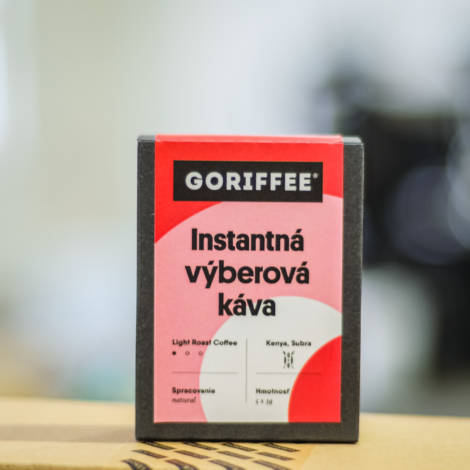 GORIFFEE®
Instantná
výberová
káva
Light Roast Coffee
Kenya, Subra
Spracovanie
natural
Hmotnosť